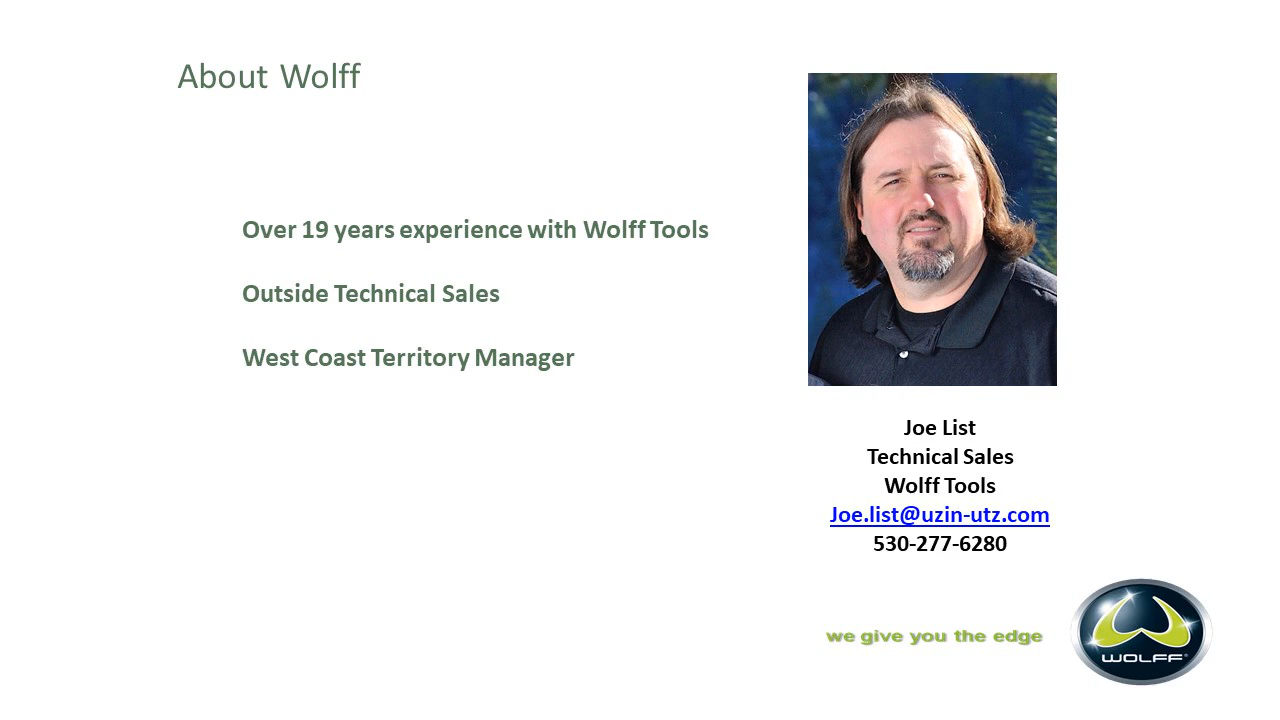 About Wolff
Over 19 years experience with Wolff Tools
Outside Technical Sales
West Coast Territory Manager
Joe List
Technical Sales
Wolff Tools
Joe.list@uzin-utz.com
530-277-6280
we give you the edge
WOLFF®